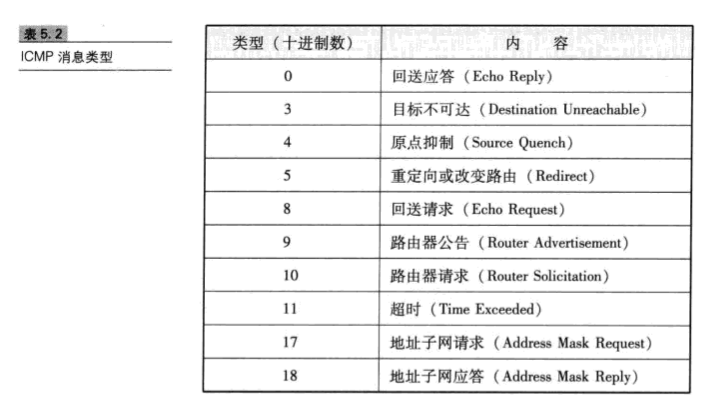 表5.2
ICMP 消息类型
类型（十进制数） 内 容
0 回送应答（Echo Reply）
3 目标不可达（Destination Unreachable）
4 原点抑制（Source Quench）
5 重定向或改变路由（Redirect）
8 回送请求（Echo Request）
9 路由器公告（Router Advertisement）
10 路由器请求（Router Solicitation）
11 超时（Time Exceeded）
17 地址子网请求（Address Mask Request）
18 地址子网应答（Address Mask Reply）